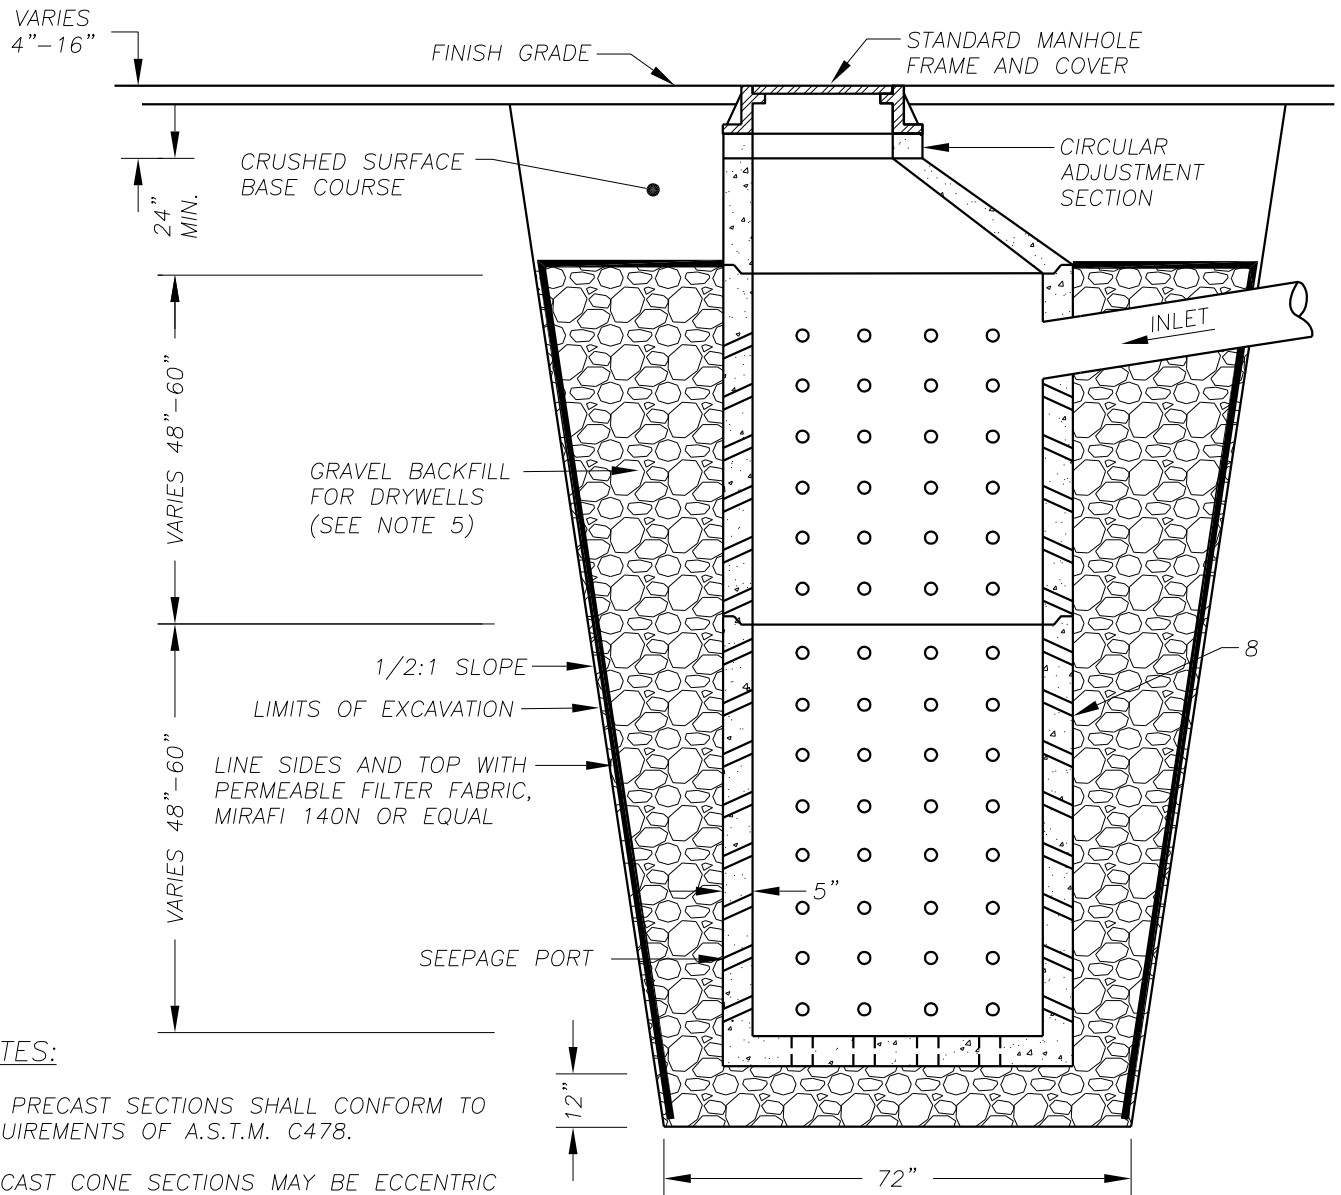 VARIES
4”-16”
FINISH GRADE
STANDARD MANHOLE
FRAME AND COVER
CRUSHED SURFACE
BASE COURSE
CIRCULAR
ADJUSTMENT
SECTION
24”
MIN.
INLET
VARIES 48”-60”
GRAVEL BACKFILL
FOR DRYWELLS
(SEE NOTE 5)
1/2:1 SLOPE
8
LIMITS OF EXCAVATION
LINE SIDES AND TOP WITH
PERMEABLE FILTER FABRIC,
MIRAFI 140N OR EQUAL
VARIES 48”-60”
5”
SEEPAGE PORT
TES:
PRECAST SECTIONS SHALL CONFORM TO
UIREMENTS OF A.S.T.M. C478.
12”
CAST CONE SECTIONS MAY BE ECCENTRIC
72”